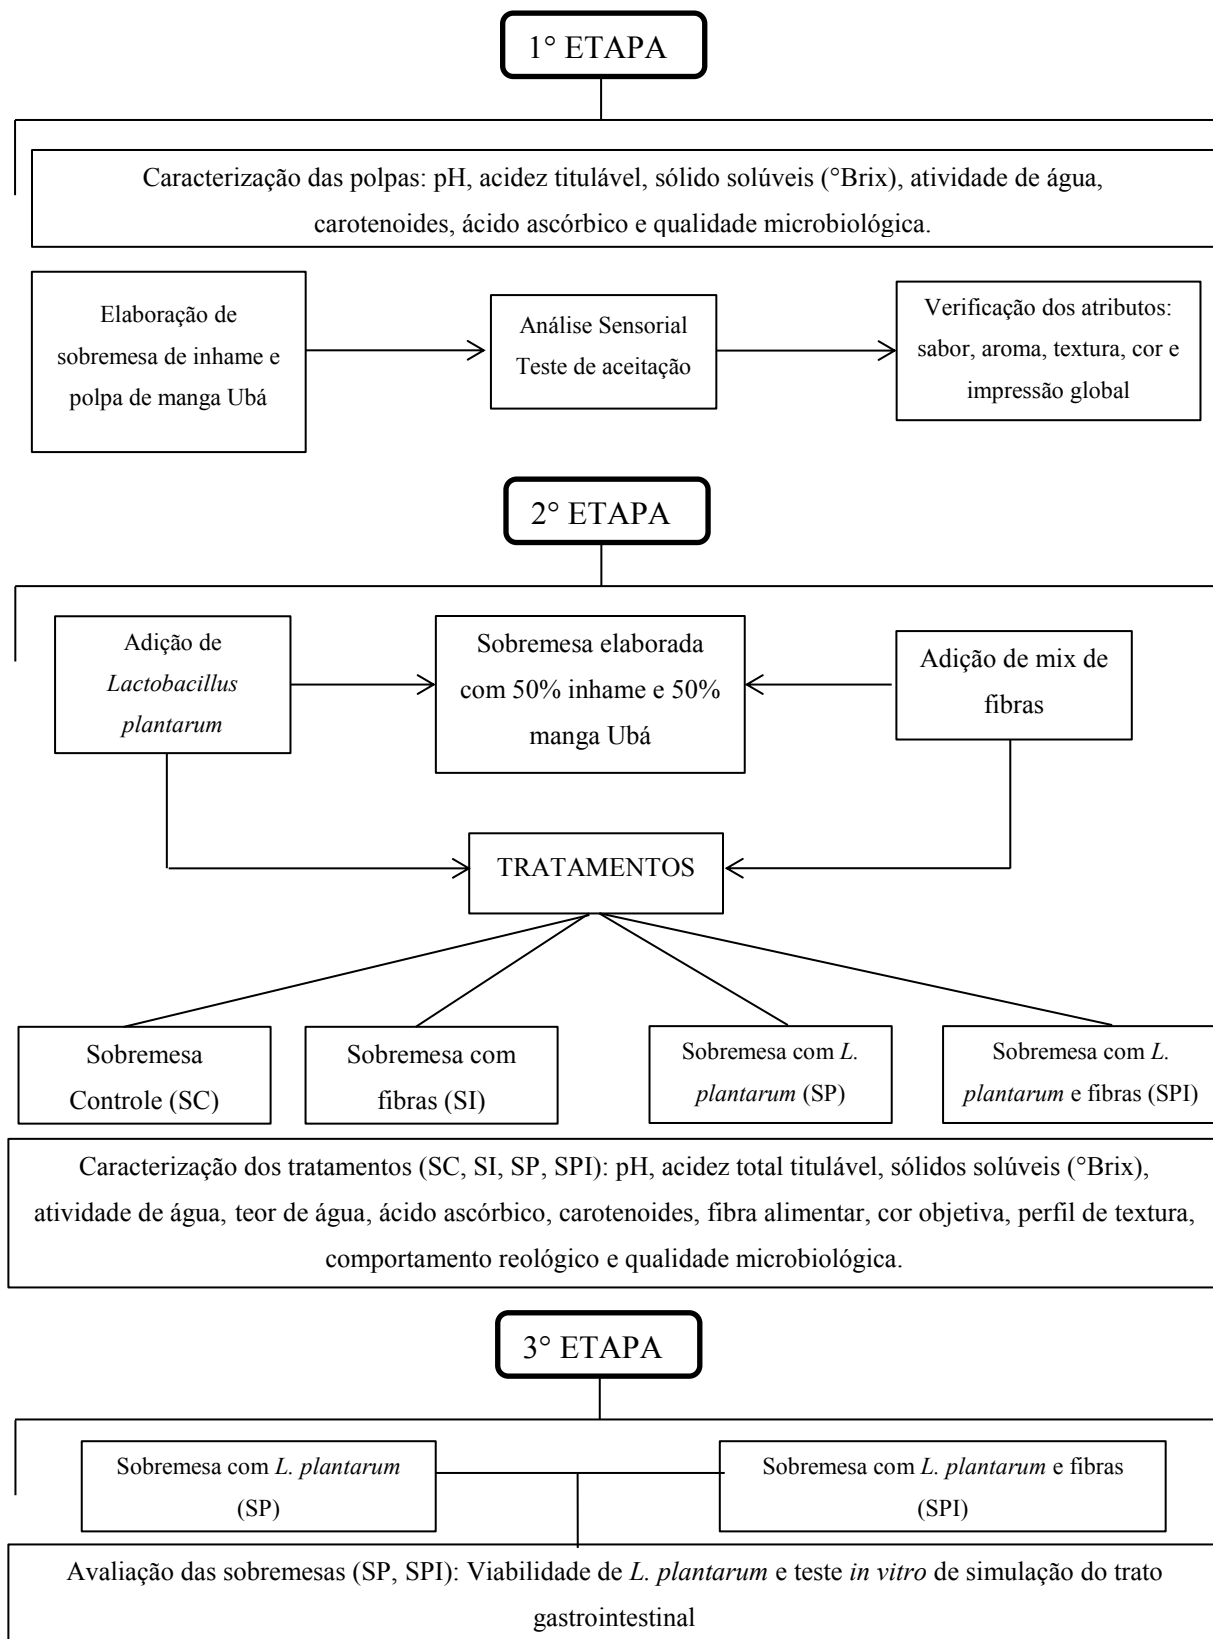 1° ETAPA
Caracterização das polpas: pH, acidez titulável, sólido solúveis (°Brix), atividade de água,
carotenoides, ácido ascórbico e qualidade microbiológica.
Elaboração de
sobremesa de inhame e
polpa de manga Ubá
Análise Sensorial
Teste de aceitação
Verificação dos atributos:
sabor, aroma, textura, cor e
impressão global
2° ETAPA
Adição de
Lactobacillus
plantarum
Sobremesa elaborada
com 50% inhame e 50%
manga Ubá
Adição de mix de
fibras
TRATAMENTOS
Sobremesa
Controle (SC)
Sobremesa com
fibras (SI)
Sobremesa com L.
plantarum (SP)
Sobremesa com L.
plantarum e fibras (SPI)
Caracterização dos tratamentos (SC, SI, SP, SPI): pH, acidez total titulável, sólidos solúveis (°Brix),
atividade de água, teor de água, ácido ascórbico, carotenoides, fibra alimentar, cor objetiva, perfil de textura,
comportamento reológico e qualidade microbiológica.
3° ETAPA
Sobremesa com L. plantarum
(SP)
Sobremesa com L. plantarum e fibras
(SPI)
Avaliação das sobremesas (SP, SPI): Viabilidade de L. plantarum e teste in vitro de simulação do trato
gastrointestinal